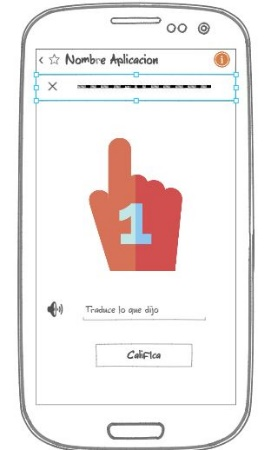 Nombre Aplicacion
1
Traduce lo que dijo
Califica